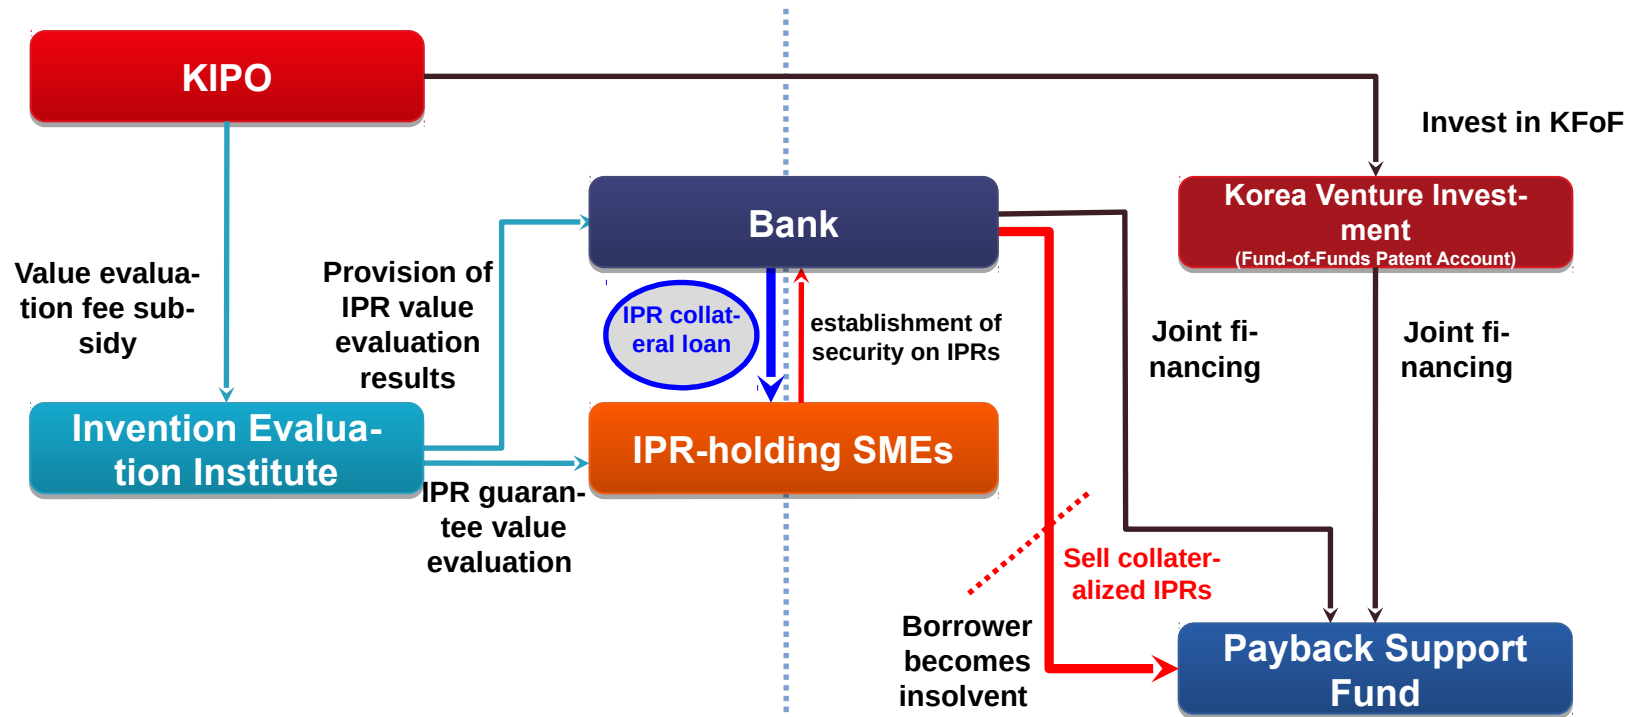 KIPO
Invest in KFoF
Korea Venture Invest-
ment
(Fund-of-Funds Patent Account)
Bank
Value evalua-
tion fee sub-
sidy
Provision of
IPR value
evaluation
results
IPR collat-
eral loan
establishment of
security on IPRs
Joint fi-
nancing
Joint fi-
nancing
Invention Evalua-
tion Institute
IPR-holding SMEs
IPR guaran-
tee value
evaluation
Sell collater-
alized IPRs
Borrower
becomes
insolvent
Payback Support
Fund